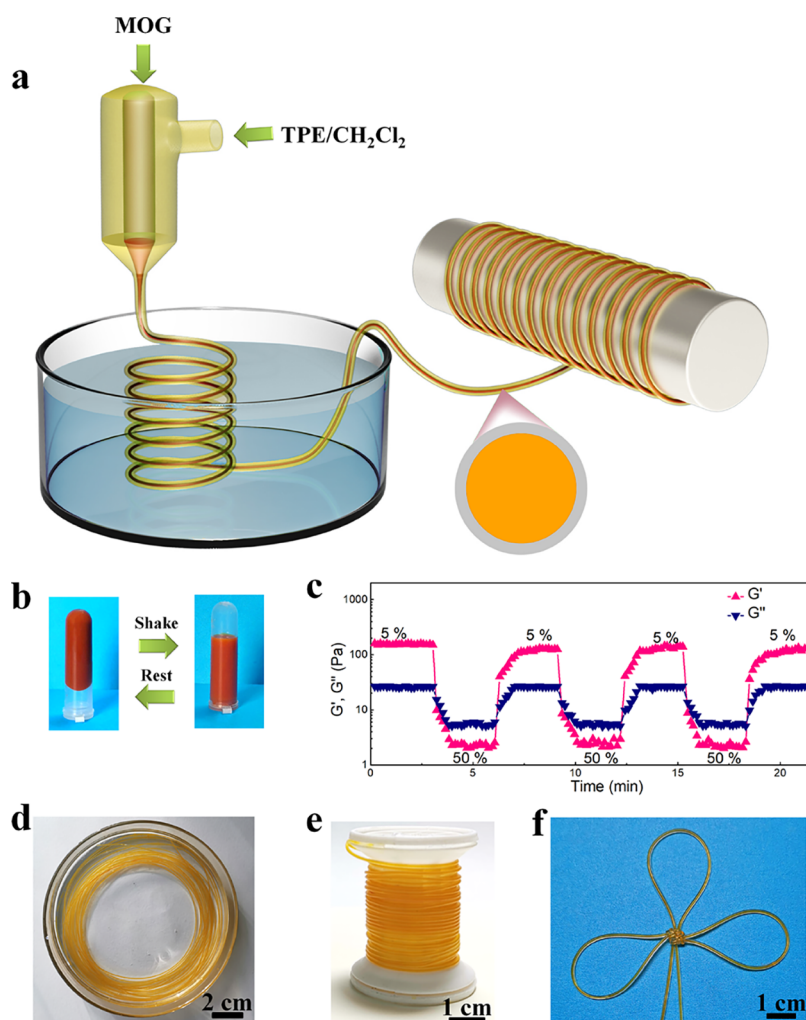 MOG
a
TPE/CH₂Cl₂
b
Shake
Rest
c
G'
G''
1000
100
10
1
G', G'' (Pa)
5 %
5 %
5 %
5 %
50 %
50 %
50 %
0
5
10
15
20
Time (min)
d
2 cm
e
1 cm
f
1 cm